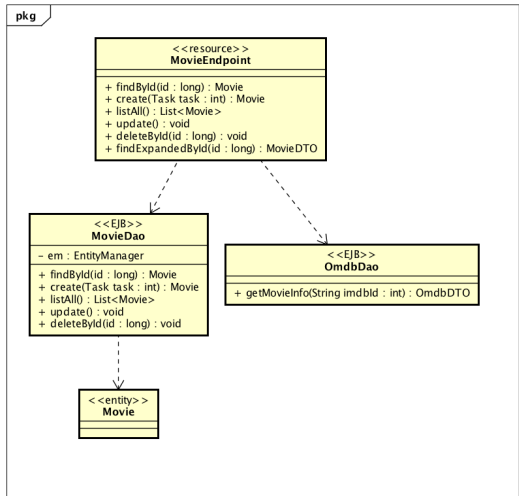 pkg
<<resource>>
MovieEndpoint
+ findById(id : long) : Movie
+ create(Task task : int) : Movie
+ listAll() : List<Movie>
+ update() : void
+ deleteById(id : long) : void
+ findExpandedById(id : long) : MovieDTO
<<EJB>>
MovieDao
- em : EntityManager
+ findById(id : long) : Movie
+ create(Task task : int) : Movie
+ listAll() : List<Movie>
+ update() : void
+ deleteById(id : long) : void
<<EJB>>
OmdbDao
+ getMovieInfo(String imdbId : int) : OmdbDTO
<<entity>>
Movie